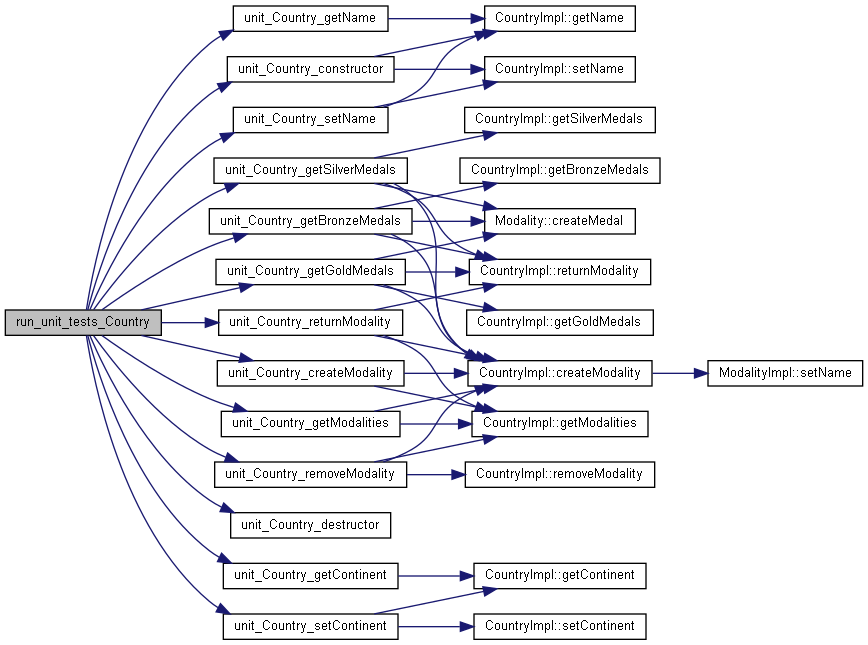 run_unit_tests_Country
unit_Country_getName
unit_Country_constructor
unit_Country_setName
unit_Country_getSilverMedals
unit_Country_getBronzeMedals
unit_Country_getGoldMedals
unit_Country_returnModality
unit_Country_createModality
unit_Country_getModalities
unit_Country_removeModality
unit_Country_destructor
unit_Country_getContinent
unit_Country_setContinent
CountryImpl::getName
CountryImpl::setName
CountryImpl::getSilverMedals
CountryImpl::getBronzeMedals
Modality::createMedal
CountryImpl::returnModality
CountryImpl::getGoldMedals
CountryImpl::createModality
CountryImpl::getModalities
CountryImpl::removeModality
CountryImpl::getContinent
CountryImpl::setContinent
ModalityImpl::setName